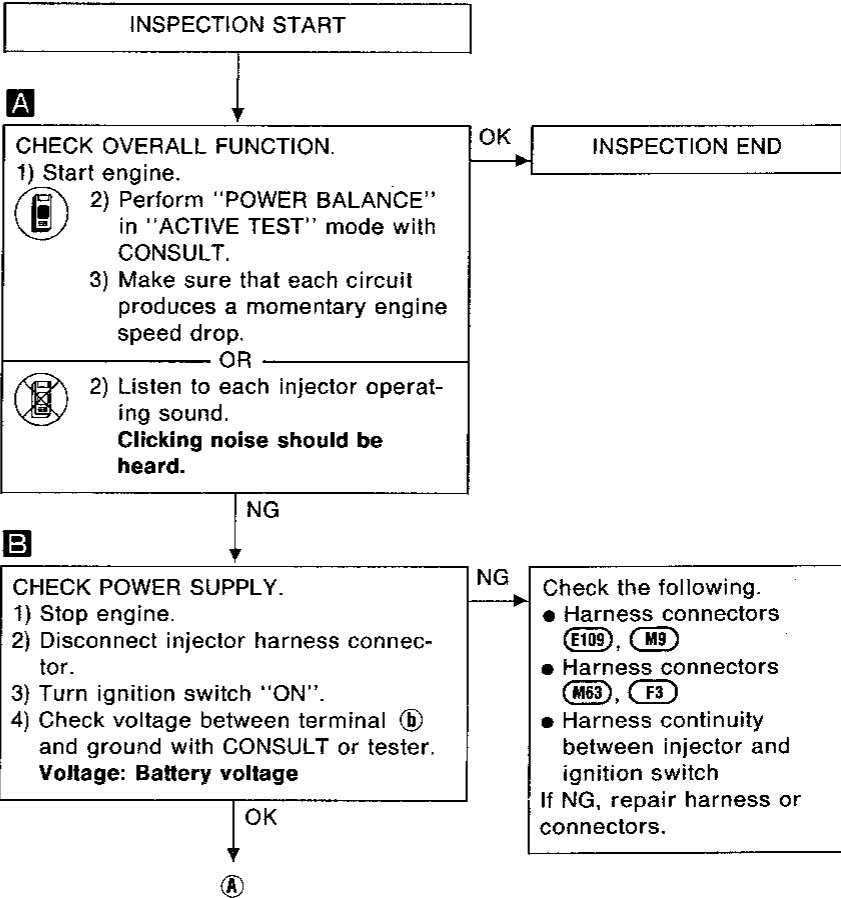 INSPECTION START
A
CHECK OVERALL FUNCTION.
1) Start engine.
2) Perform "POWER BALANCE"
in "ACTIVE TEST" mode with
CONSULT.
3) Make sure that each circuit
produces a momentary engine
speed drop.
OR
2) Listen to each injector operat-
ing sound.
Clicking noise should be
heard.
OK
INSPECTION END
NG
B
CHECK POWER SUPPLY.
1) Stop engine.
2) Disconnect injector harness connec-
tor.
3) Turn ignition switch "ON".
4) Check voltage between terminal ⓑ
and ground with CONSULT or tester.
Voltage: Battery voltage
NG
Check the following.
● Harness connectors
E109, M9
● Harness connectors
M63, F3
● Harness continuity
between injector and
ignition switch
If NG, repair harness or
connectors.
OK
Ⓐ